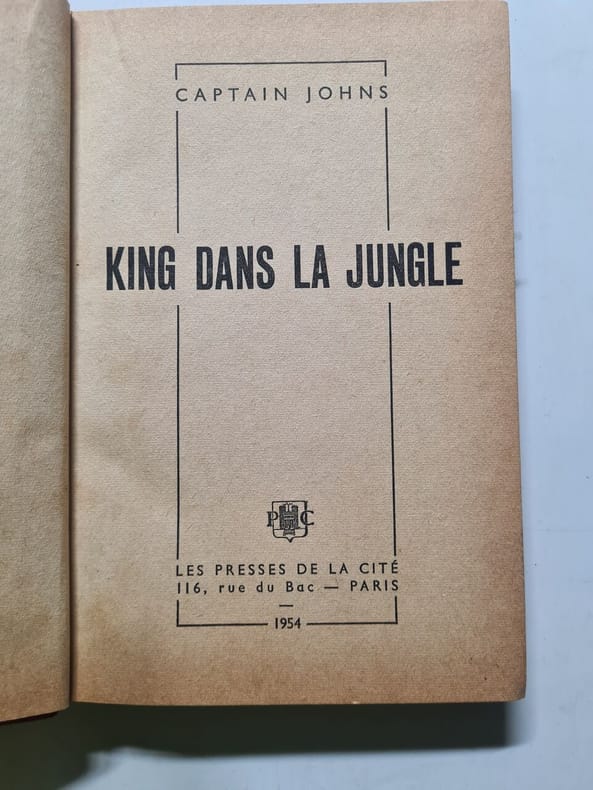 CAPTAIN JOHNS
KING DANS LA JUNGLE
P C
LES PRESSES DE LA CITÉ
116, rue du Bac — PARIS
—
1954